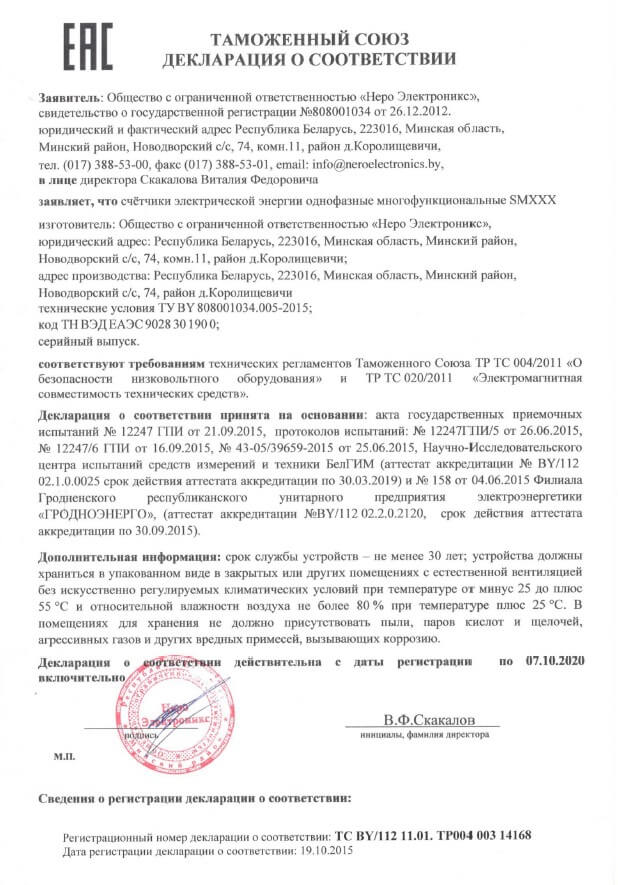 EAC
ТАМОЖЕННЫЙ СОЮЗ
ДЕКЛАРАЦИЯ О СООТВЕТСТВИИ
Заявитель: Общество с ограниченной ответственностью «Неро Электроникс»,
свидетельство о государственной регистрации №808001034 от 26.12.2012.
юридический и фактический адрес Республика Беларусь, 223016, Минская область,
Минский район, Новодворский с/с, 74, комн.11, район д.Королищевичи,
тел. (017) 388-53-00, факс (017) 388-53-01, email: info@neroelectronics.by,
в лице директора Скакалова Виталия Федоровича
заявляет, что счётчики электрической энергии однофазные многофункциональные SMXXX
изготовитель: Общество с ограниченной ответственностью «Неро Электроникс»,
юридический адрес: Республика Беларусь, 223016, Минская область, Минский район,
Новодворский с/с, 74, комн.11, район д.Королищевичи;
адрес производства: Республика Беларусь, 223016, Минская область, Минский район,
Новодворский с/с, 74, район д.Королищевичи
технические условия ТУ BY 808001034.005-2015;
код ТН ВЭД ЕАЭС 9028 30 190 0;
серийный выпуск.
соответствуют требованиям технических регламентов Таможенного Союза ТР ТС 004/2011 «О
безопасности низковольтного оборудования» и ТР ТС 020/2011 «Электромагнитная
совместимость технических средств».
Декларация о соответствии принята на основании: акта государственных приемочных
испытаний № 12247 ГПИ от 21.09.2015, протоколов испытаний: № 12247ГПИ/5 от 26.06.2015,
№ 12247/6 ГПИ от 16.09.2015, № 43-05/39659-2015 от 25.06.2015, Научно-Исследовательского
центра испытаний средств измерений и техники БелГИМ (аттестат аккредитации № BY/112
02.1.0.0025 срок действия аттестата аккредитации по 30.03.2019) и № 158 от 04.06.2015 Филиала
Гродненского республиканского унитарного предприятия электроэнергетики
«ГРОДНОЭНЕРГО», (аттестат аккредитации №BY/112 02.2.0.2120, срок действия аттестата
аккредитации по 30.09.2015).
Дополнительная информация: срок службы устройств – не менее 30 лет; устройства должны
храниться в упакованном виде в закрытых или других помещениях с естественной вентиляцией
без искусственно регулируемых климатических условий при температуре от минус 25 до плюс
55 °С и относительной влажности воздуха не более 80 % при температуре плюс 25 °С. В
помещениях для хранения не должно присутствовать пыли, паров кислот и щелочей,
агрессивных газов и других вредных примесей, вызывающих коррозию.
Декларация о соответствии действительна с даты регистрации по 07.10.2020
включительно
Неро
Электроникс
В.Ф.Скакалов
подпись
инициалы, фамилия директора
М.П.
Сведения о регистрации декларации о соответствии:
Регистрационный номер декларации о соответствии: ТС BY/112 11.01. ТР004 003 14168
Дата регистрации декларации о соответствии: 19.10.2015